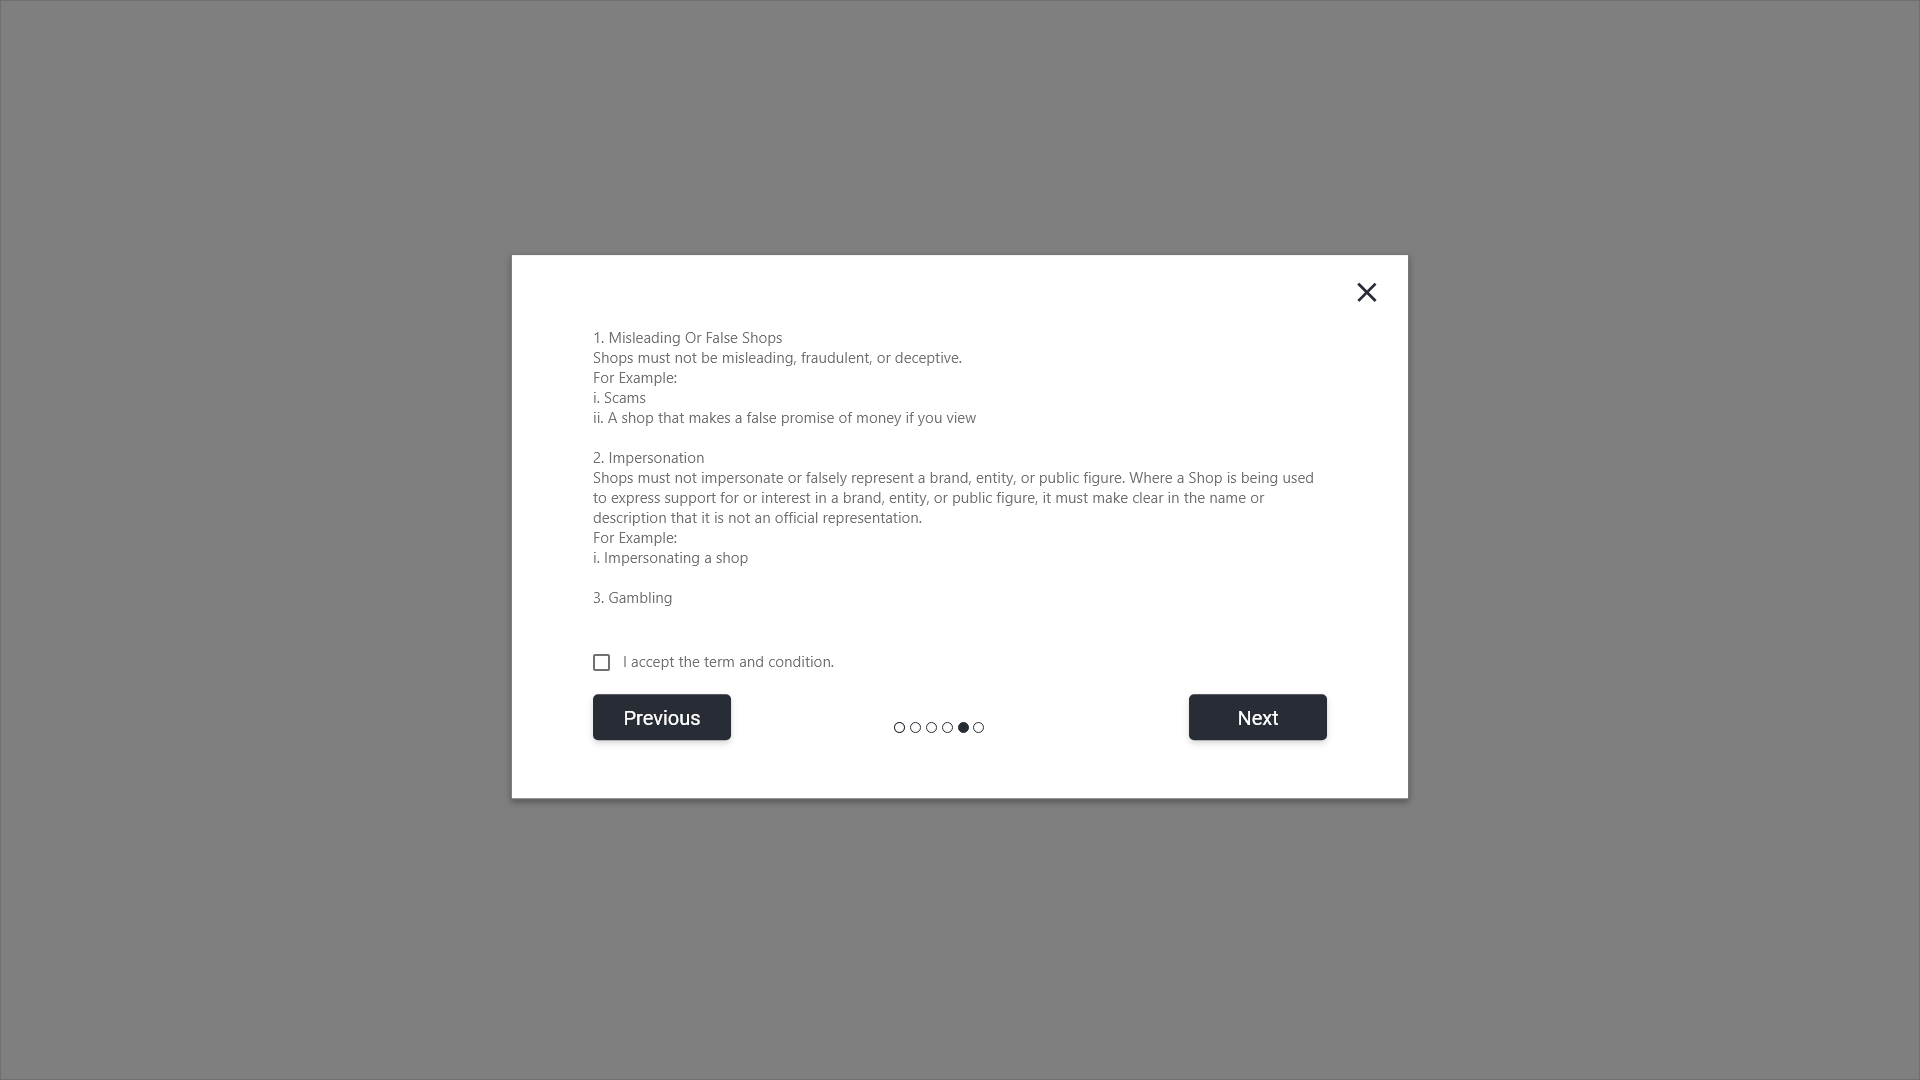 1. Misleading Or False Shops
Shops must not be misleading, fraudulent, or deceptive.
For Example:
i. Scams
ii. A shop that makes a false promise of money if you view
2. Impersonation
Shops must not impersonate or falsely represent a brand, entity, or public figure. Where a Shop is being used
to express support for or interest in a brand, entity, or public figure, it must make clear in the name or
description that it is not an official representation.
For Example:
i. Impersonating a shop
3. Gambling
I accept the term and condition.
Previous
Next